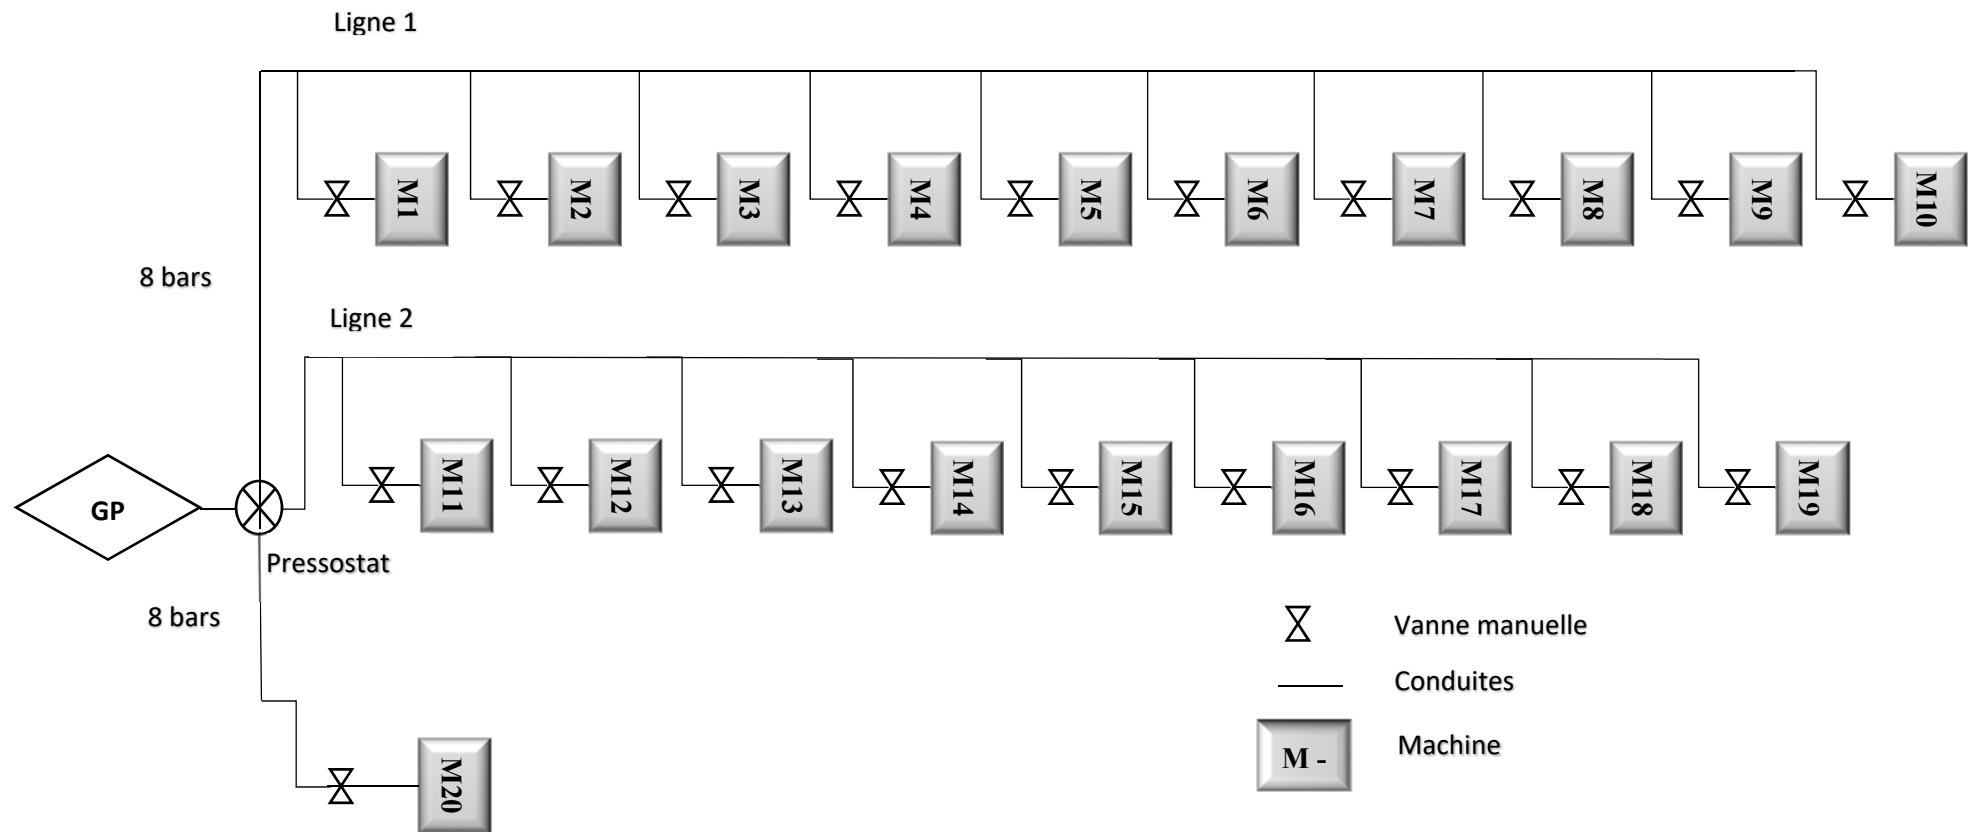 Ligne 1
M1
M2
M3
M4
M5
M6
M7
M8
M9
M10
8 bars
Ligne 2
M11
M12
M13
M14
M15
M16
M17
M18
M19
GP
Pressostat
8 bars
Vanne manuelle
Conduites
M -
Machine
M20